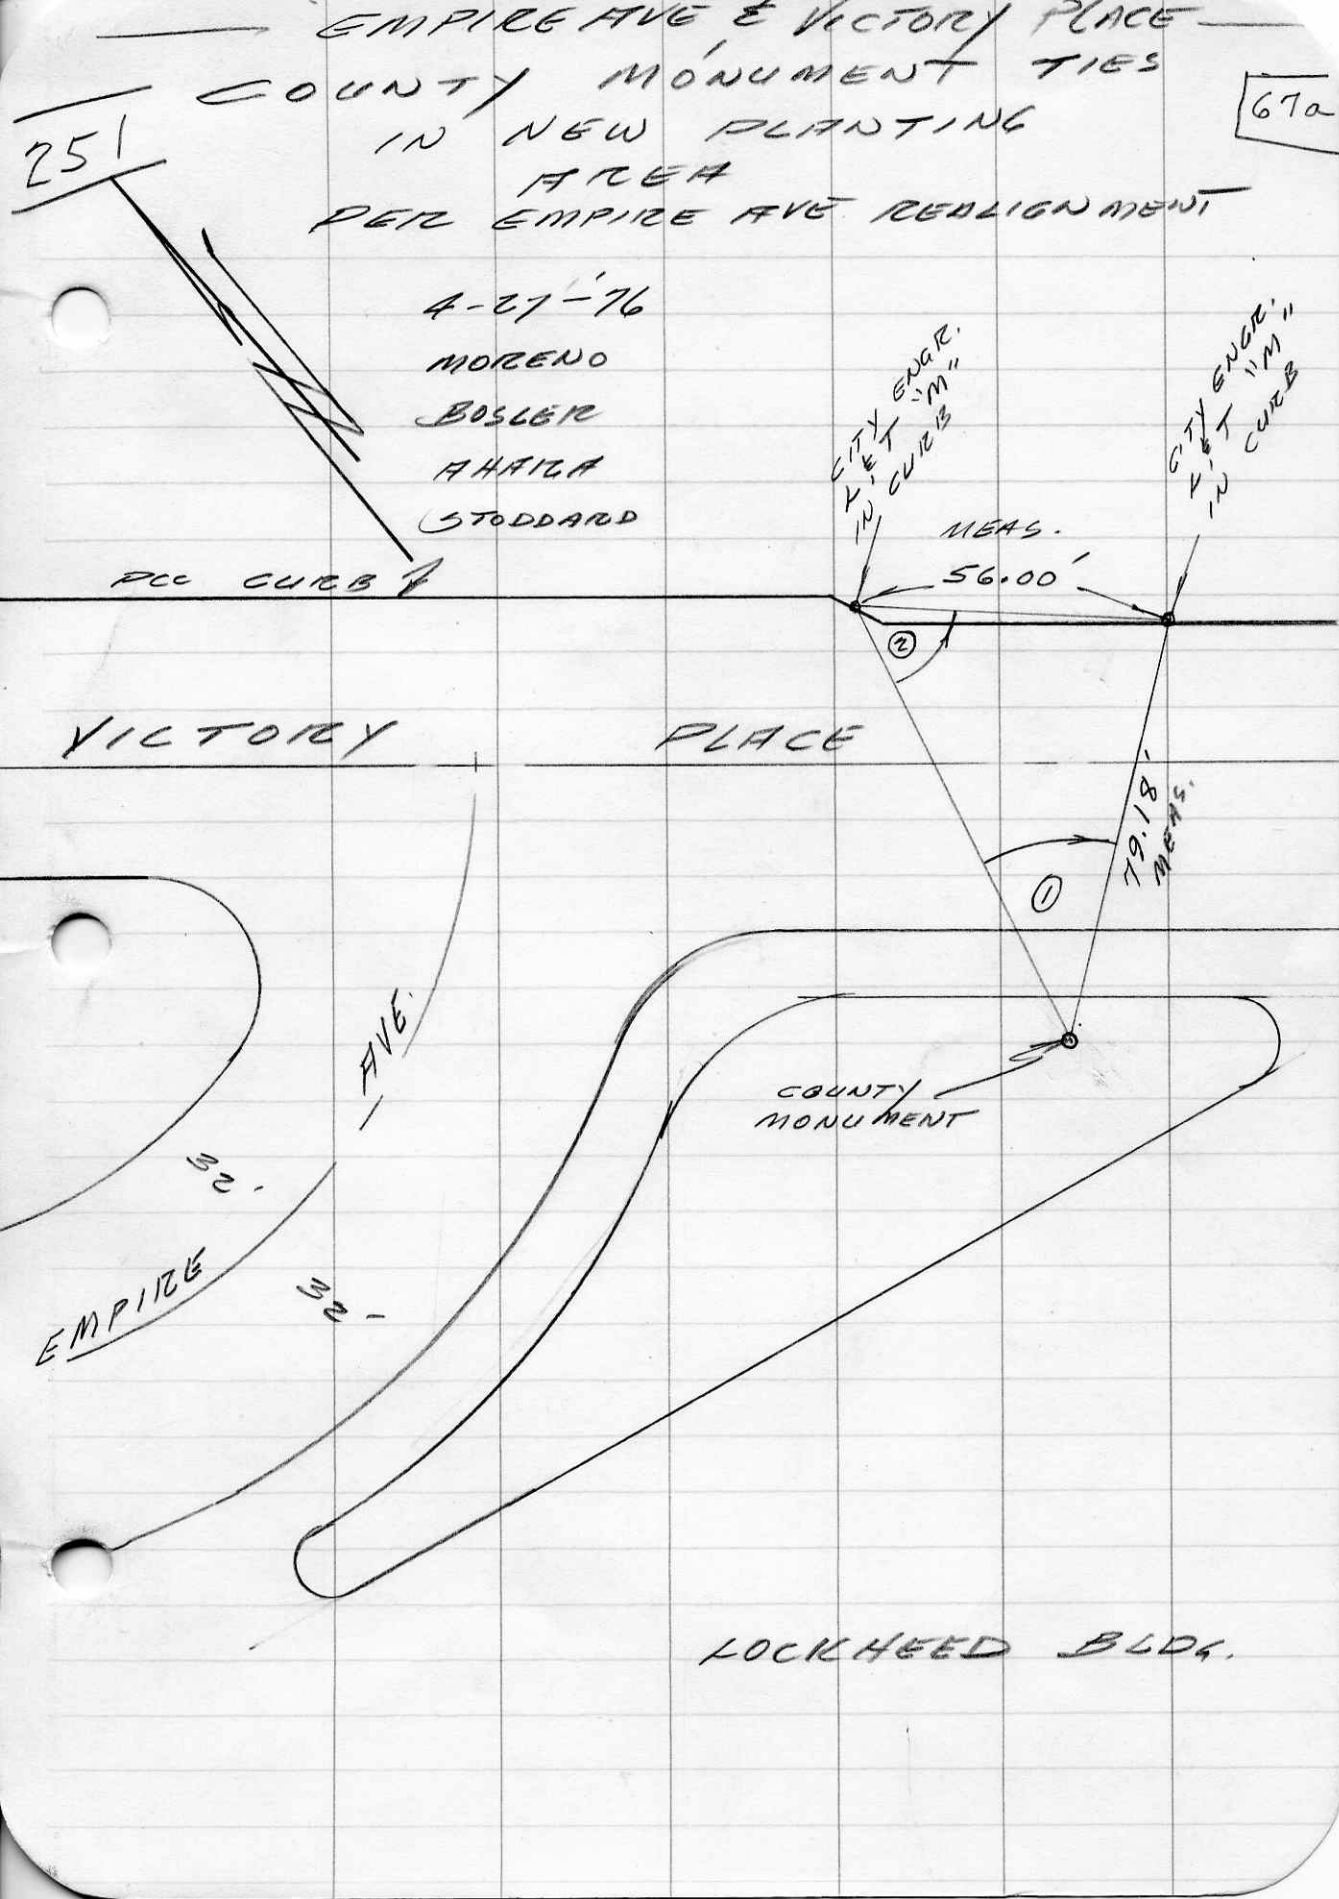 EMPIRE AVE & VICTORY PLACE
COUNTY MONUMENT TIES
IN NEW PLANTING
AREA
PER EMPIRE AVE REALIGNMENT
67a
251
4-27-'76
MORENO
BOSLER
AHARA
STODDARD
CITY ENGR.
L&T "M"
IN CURB
CITY ENGR.
L&T "M"
IN CURB
MEAS.
56.00'
PCC CURB
2
VICTORY PLACE
79.18'
MEAS.
1
AVE.
COUNTY
MONUMENT
32
32
EMPIRE
LOCKHEED BLDG.